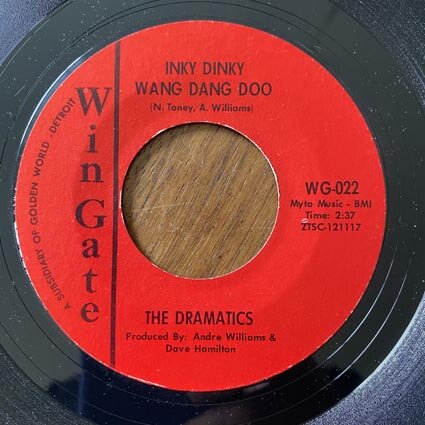 INKY DINKY
WANG DANG DOO
(N. Toney, A. Williams)
WinGate
A SUBSIDIARY OF GOLDEN WORLD - DETROIT
WG-022
Myto Music - BMI
Time: 2:37
ZTSC-121117
THE DRAMATICS
Produced By: Andre Williams &
Dave Hamilton